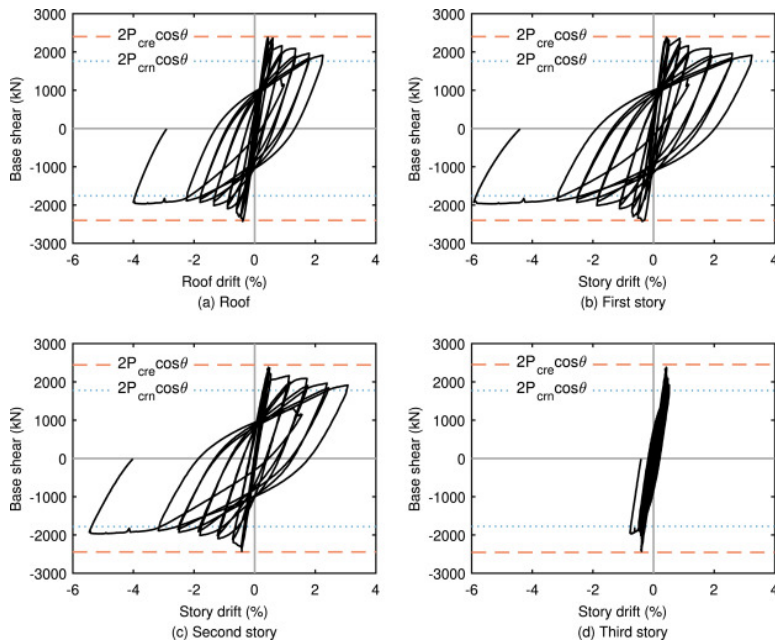 3000
2000
1000
0
-1000
-2000
-3000
2P_cre cosθ
2P_crn cosθ
Base shear (kN)
-6 -4 -2 0 2 4
Roof drift (%)
(a) Roof
3000
2000
1000
0
-1000
-2000
-3000
2P_cre cosθ
2P_crn cosθ
Base shear (kN)
-6 -4 -2 0 2 4
Story drift (%)
(b) First story
3000
2000
1000
0
-1000
-2000
-3000
2P_cre cosθ
2P_crn cosθ
Base shear (kN)
-6 -4 -2 0 2 4
Story drift (%)
(c) Second story
3000
2000
1000
0
-1000
-2000
-3000
2P_cre cosθ
2P_crn cosθ
Base shear (kN)
-6 -4 -2 0 2 4
Story drift (%)
(d) Third story